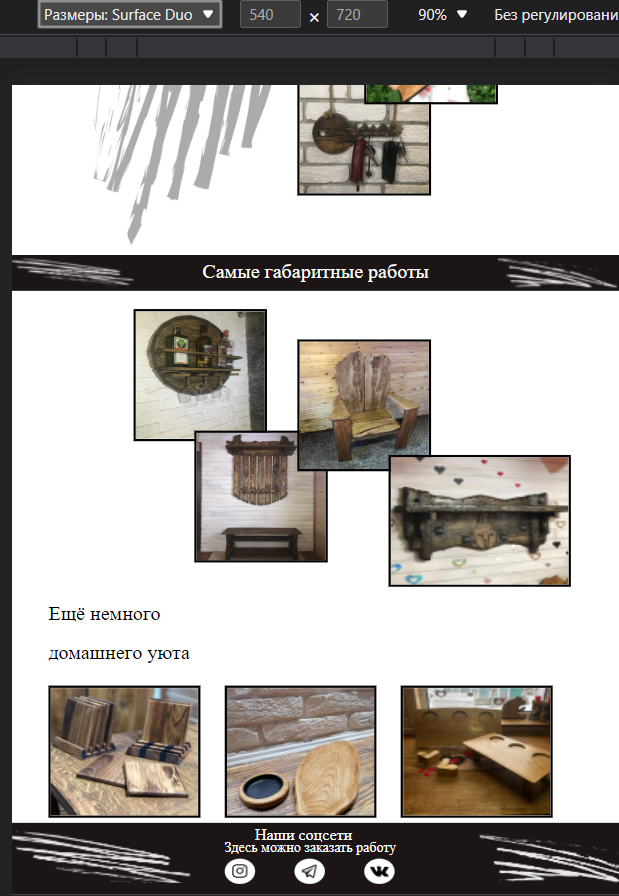 Размеры: Surface Duo ▼ 540 × 720 90% ▼ Без регулировани
Самые габаритные работы
Ещё немного
домашнего уюта
Наши соцсети
Здесь можно заказать работу